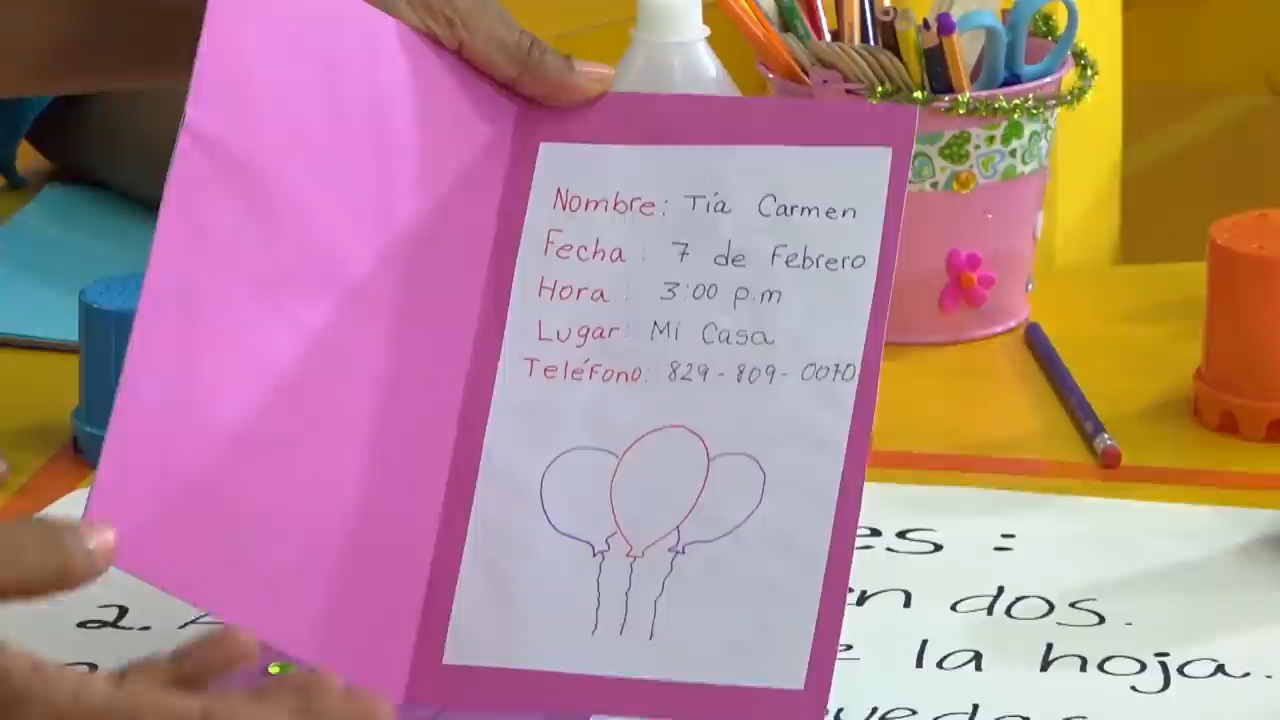 Nombre: Tía Carmen
Fecha: 7 de Febrero
Hora: 3:00 p.m
Lugar: Mi Casa
Teléfono: 829-809-0070
es :
en dos.
2.
la hoja.